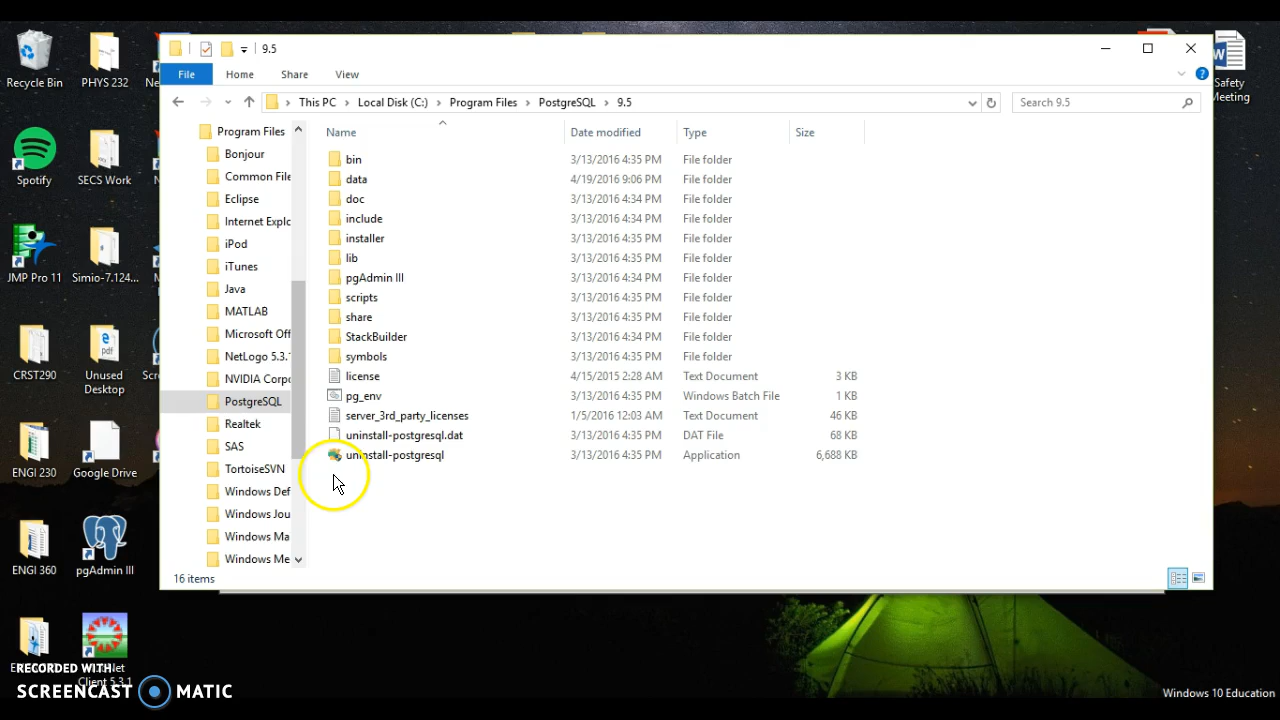 9.5
File Home Share View
This PC Local Disk (C:) Program Files PostgreSQL 9.5
Search 9.5
Name Date modified Type Size
bin 3/13/2016 4:35 PM File folder
data 4/19/2016 9:06 PM File folder
doc 3/13/2016 4:34 PM File folder
include 3/13/2016 4:34 PM File folder
installer 3/13/2016 4:35 PM File folder
lib 3/13/2016 4:35 PM File folder
pgAdmin III 3/13/2016 4:34 PM File folder
scripts 3/13/2016 4:35 PM File folder
share 3/13/2016 4:35 PM File folder
StackBuilder 3/13/2016 4:34 PM File folder
symbols 3/13/2016 4:35 PM File folder
license 4/15/2015 2:28 AM Text Document 3 KB
pg_env 3/13/2016 4:35 PM Windows Batch File 1 KB
server_3rd_party_licenses 1/5/2016 12:03 AM Text Document 46 KB
uninstall-postgresql.dat 3/13/2016 4:35 PM DAT File 68 KB
uninstall-postgresql 3/13/2016 4:35 PM Application 6,688 KB
Program Files
Bonjour
Common File
Eclipse
Internet Explo
iPod
iTunes
Java
MATLAB
Microsoft Off
NetLogo 5.3.
NVIDIA Corpo
PostgreSQL
Realtek
SAS
TortoiseSVN
Windows Def
Windows Jou
Windows Ma
Windows Me
16 items
Recycle Bin
PHYS 232
Spotify
SECS Work
JMP Pro 11
Simio-7.124...
CRST290
Unused
Desktop
ENGI 230
Google Drive
ENGI 360
pgAdmin III
Client 5.3.1
Safety
Meeting
RECORDED WITH
SCREENCAST MATIC
Windows 10 Education